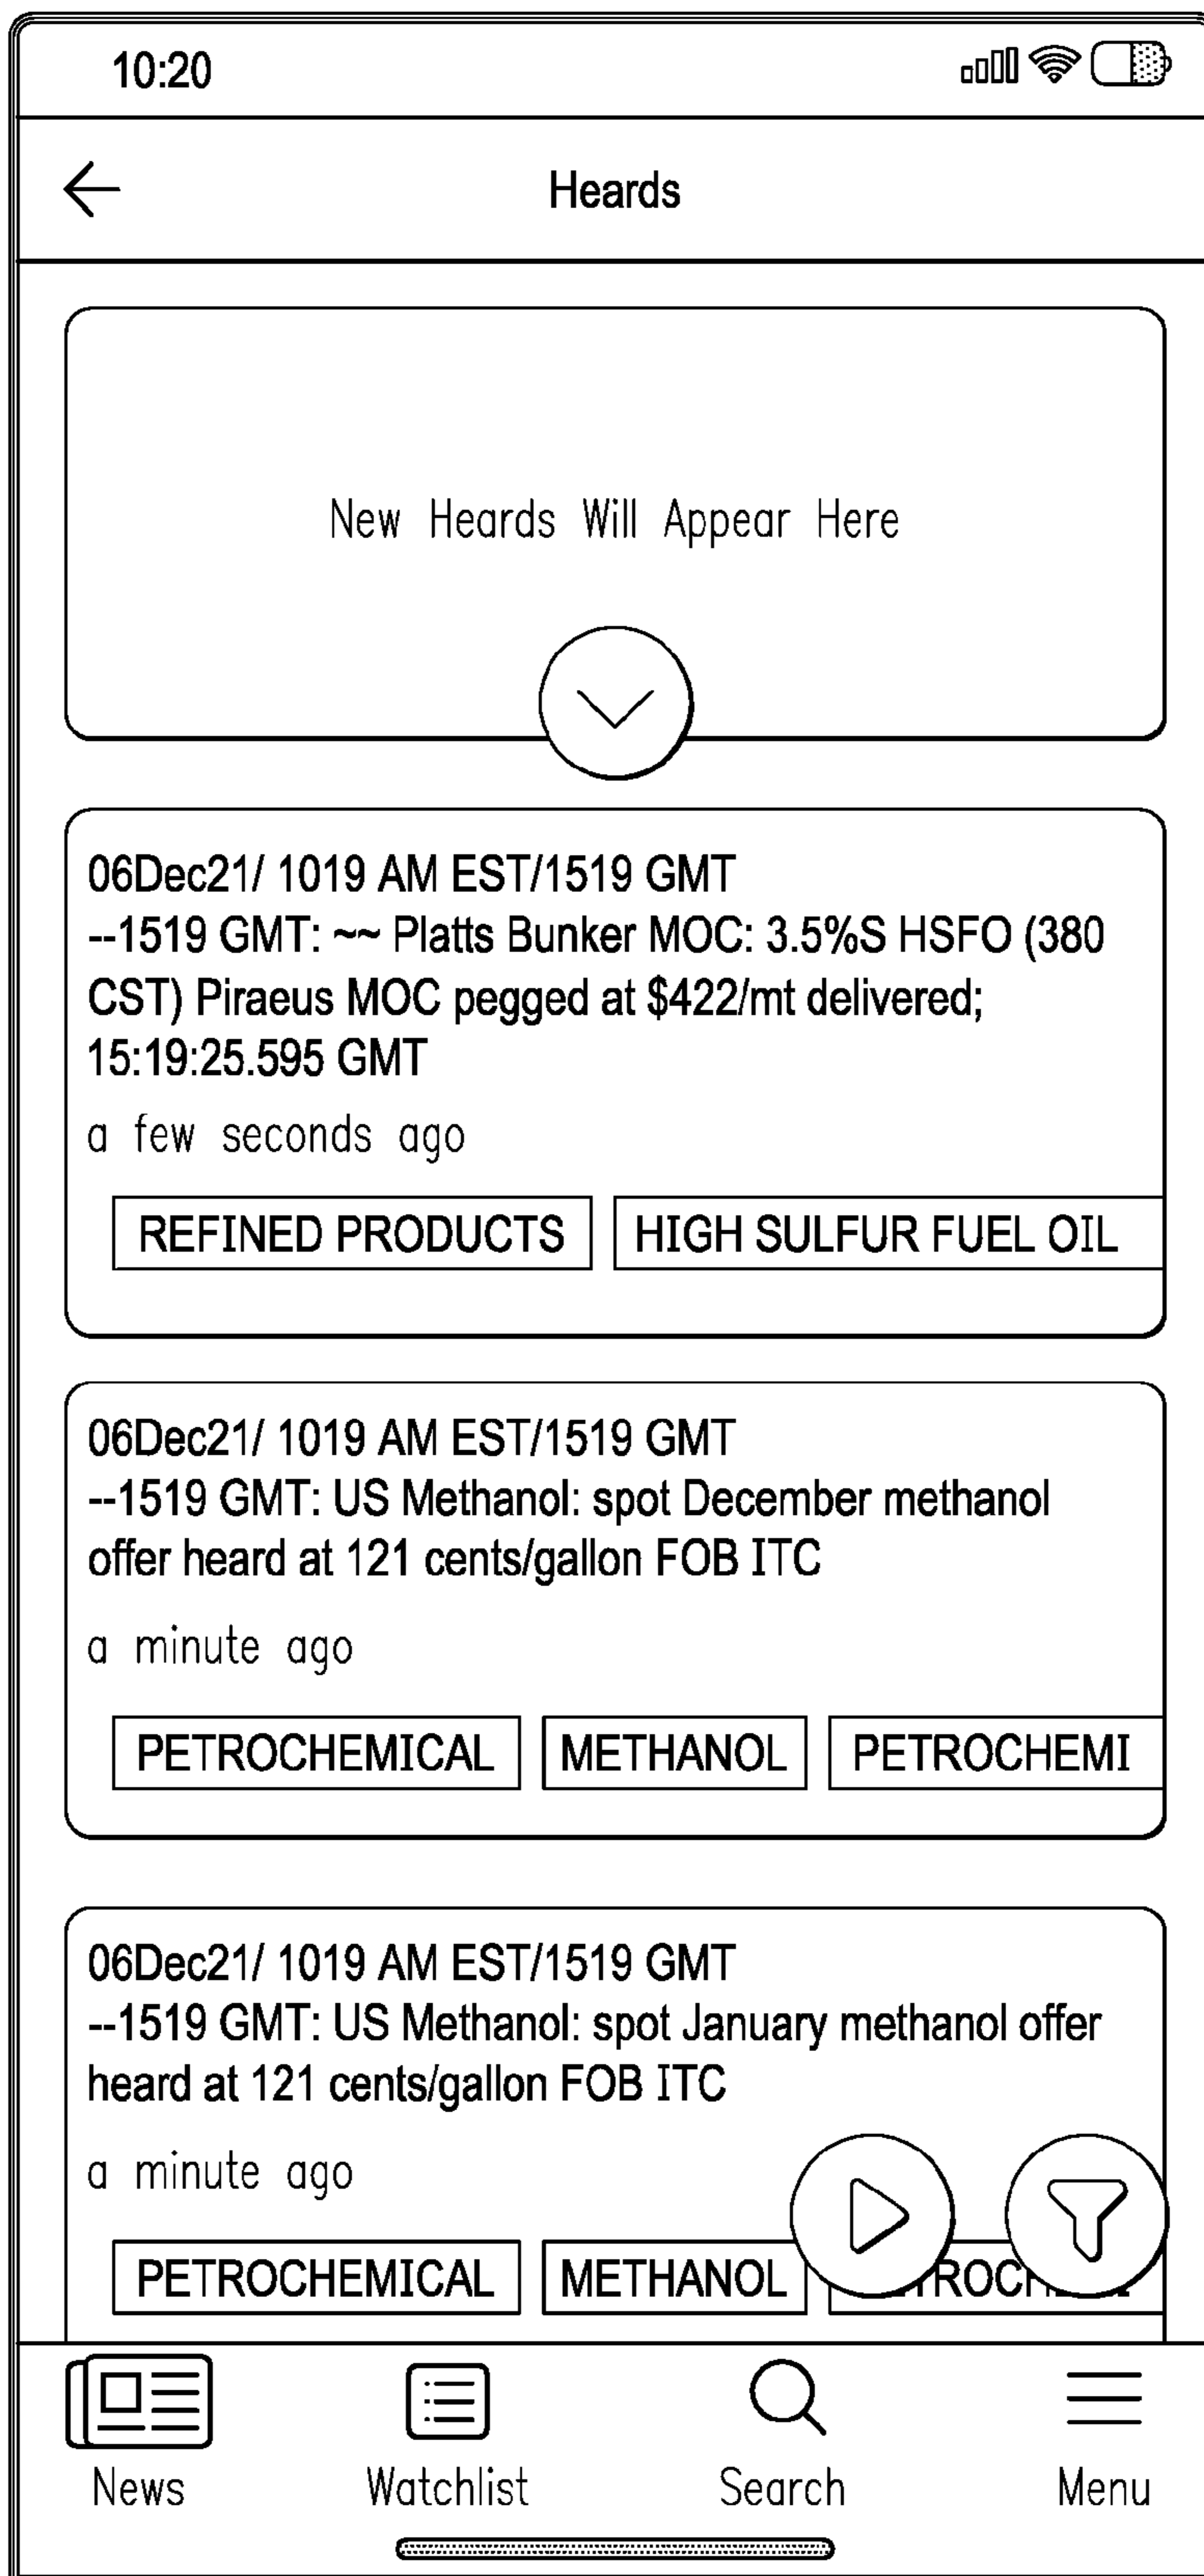 10:20
Heards
New Heards Will Appear Here
06Dec21/ 1019 AM EST/1519 GMT
--1519 GMT: ~~ Platts Bunker MOC: 3.5%S HSFO (380
CST) Piraeus MOC pegged at $422/mt delivered;
15:19:25.595 GMT
a few seconds ago
REFINED PRODUCTS HIGH SULFUR FUEL OIL
06Dec21/ 1019 AM EST/1519 GMT
--1519 GMT: US Methanol: spot December methanol
offer heard at 121 cents/gallon FOB ITC
a minute ago
PETROCHEMICAL METHANOL PETROCHEMI
06Dec21/ 1019 AM EST/1519 GMT
--1519 GMT: US Methanol: spot January methanol offer
heard at 121 cents/gallon FOB ITC
a minute ago
PETROCHEMICAL METHANOL
News Watchlist Search Menu